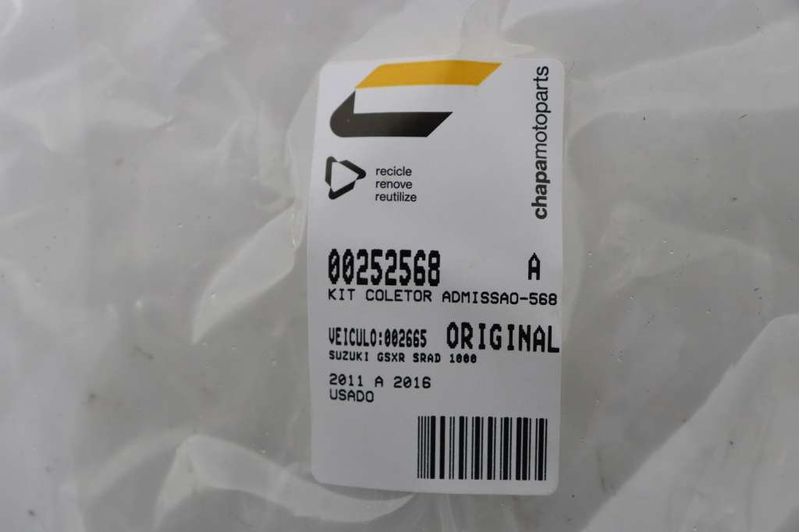 chapamotoparts
recicle
renove
reutilize
00252568 A
KIT COLETOR ADMISSAO-568
VEICULO:002665 ORIGINAL
SUZUKI GSXR SRAD 1000
2011 A 2016
USADO